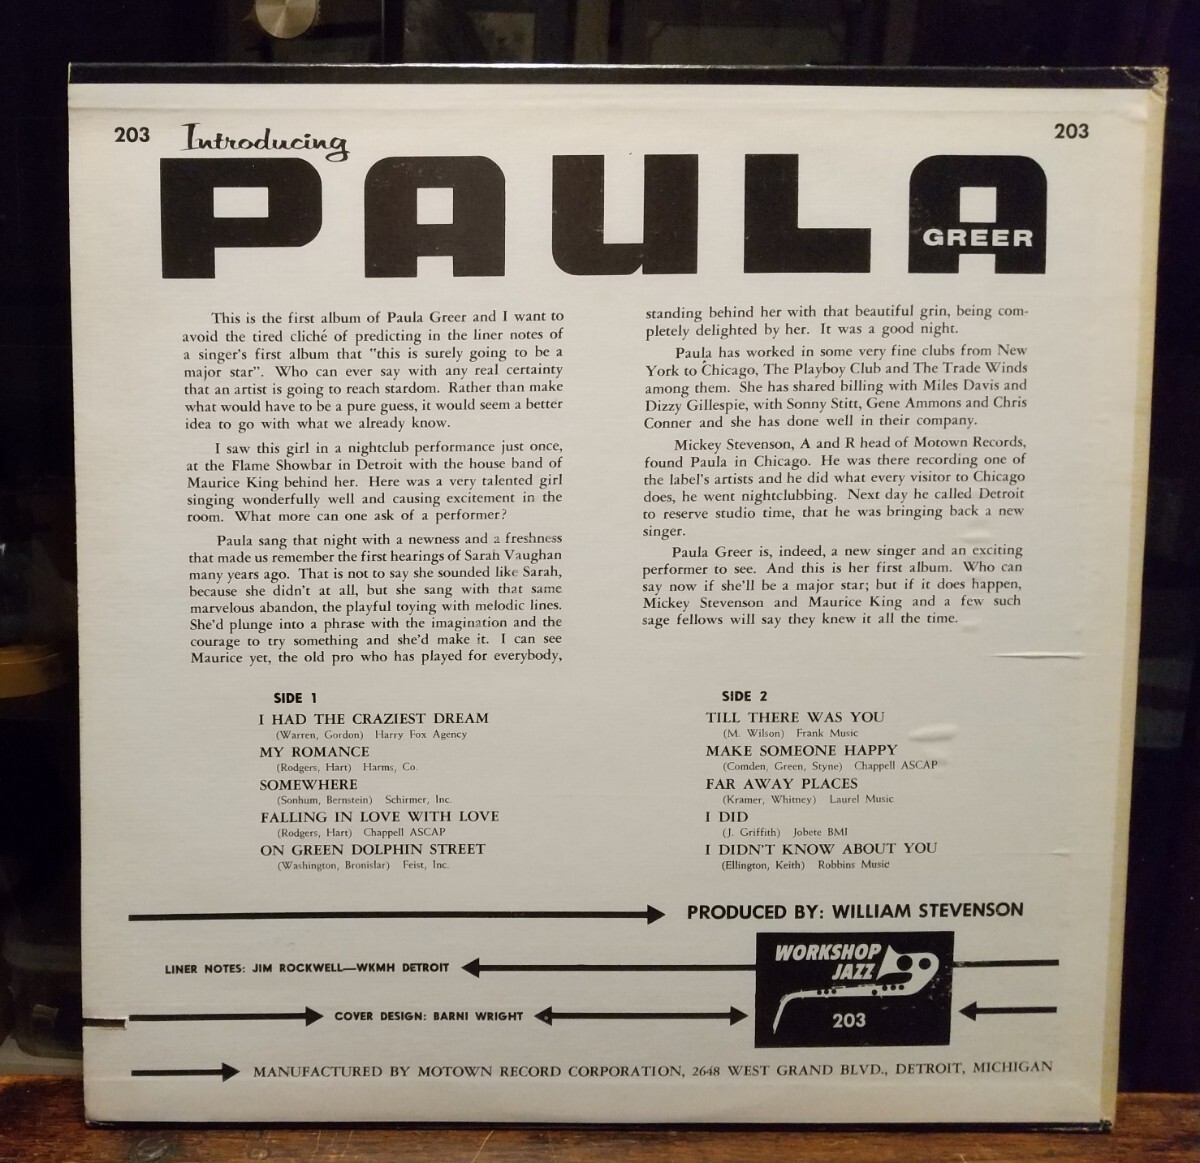 203
Introducing
203
PAULA
GREER
This is the first album of Paula Greer and I want to
avoid the tired cliché of predicting in the liner notes of
a singer's first album that "this is surely going to be a
major star". Who can ever say with any real certainty
that an artist is going to reach stardom. Rather than make
what would have to be a pure guess, it would seem a better
idea to go with what we already know.
I saw this girl in a nightclub performance just once,
at the Flame Showbar in Detroit with the house band of
Maurice King behind her. Here was a very talented girl
singing wonderfully well and causing excitement in the
room. What more can one ask of a performer?
Paula sang that night with a newness and a freshness
that made us remember the first hearings of Sarah Vaughan
many years ago. That is not to say she sounded like Sarah,
because she didn't at all, but she sang with that same
marvelous abandon, the playful toying with melodic lines.
She'd plunge into a phrase with the imagination and the
courage to try something and she'd make it. I can see
Maurice yet, the old pro who has played for everybody,
standing behind her with that beautiful grin, being com-
pletely delighted by her. It was a good night.
Paula has worked in some very fine clubs from New
York to Chicago, The Playboy Club and The Trade Winds
among them. She has shared billing with Miles Davis and
Dizzy Gillespie, with Sonny Stitt, Gene Ammons and Chris
Conner and she has done well in their company.
Mickey Stevenson, A and R head of Motown Records,
found Paula in Chicago. He was there recording one of
the label's artists and he did what every visitor to Chicago
does, he went nightclubbing. Next day he called Detroit
to reserve studio time, that he was bringing back a new
singer.
Paula Greer is, indeed, a new singer and an exciting
performer to see. And this is her first album. Who can
say now if she'll be a major star; but if it does happen,
Mickey Stevenson and Maurice King and a few such
sage fellows will say they knew it all the time.
SIDE 1
I HAD THE CRAZIEST DREAM
(Warren, Gordon) Harry Fox Agency
MY ROMANCE
(Rodgers, Hart) Harms, Co.
SOMEWHERE
(Sonhum, Bernstein) Schirmer, Inc.
FALLING IN LOVE WITH LOVE
(Rodgers, Hart) Chappell ASCAP
ON GREEN DOLPHIN STREET
(Washington, Bronislar) Feist, Inc.
SIDE 2
TILL THERE WAS YOU
(M. Wilson) Frank Music
MAKE SOMEONE HAPPY
(Comden, Green, Styne) Chappell ASCAP
FAR AWAY PLACES
(Kramer, Whitney) Laurel Music
I DID
(J. Griffith) Jobete BMI
I DIDN'T KNOW ABOUT YOU
(Ellington, Keith) Robbins Music
PRODUCED BY: WILLIAM STEVENSON
LINER NOTES: JIM ROCKWELL—WKMH DETROIT
WORKSHOP
JAZZ
203
COVER DESIGN: BARNI WRIGHT
MANUFACTURED BY MOTOWN RECORD CORPORATION, 2648 WEST GRAND BLVD., DETROIT, MICHIGAN